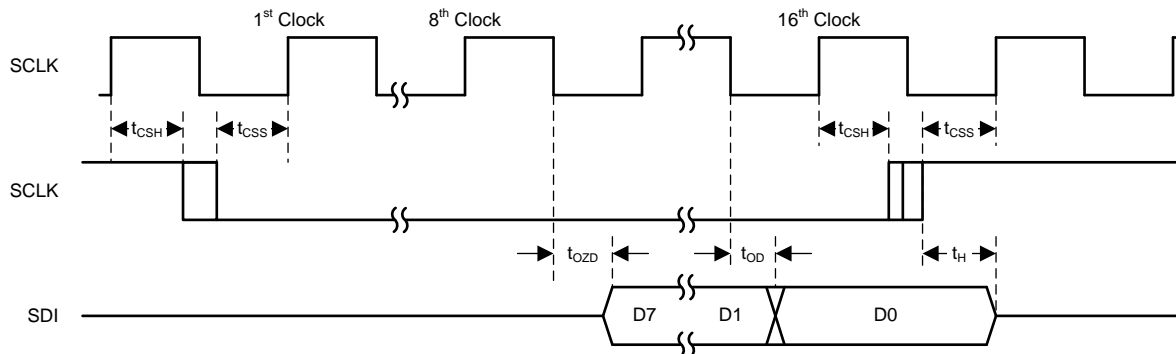 1st Clock 8th Clock 16th Clock
SCLK
tCSH tCSS tCSH tCSS
SCLK
tOZD tOD tH
SDI D7 D1 D0